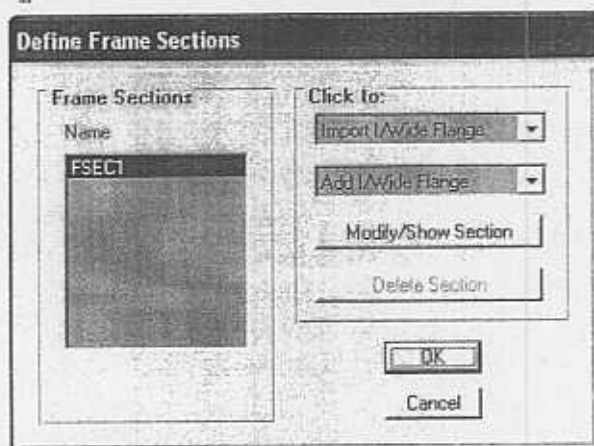 Define Frame Sections
Frame Sections
Name
FSEC1
Click to:
Import I/Wide Flange
Add I/Wide Flange
Modify/Show Section
Delete Section
OK
Cancel